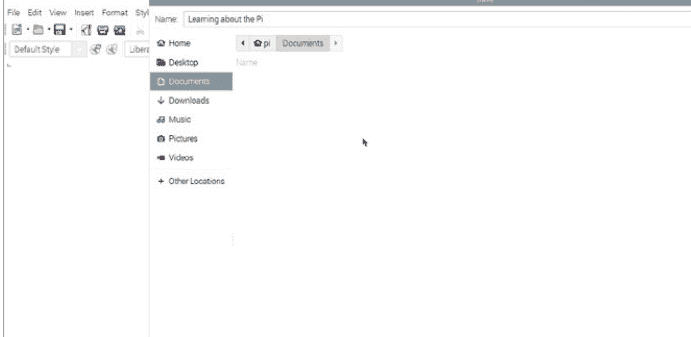 File Edit View Insert Format Styl
Name: Learning about the Pi
Default Style
Libera
Home
pi
Documents
Desktop
Name
Documents
Downloads
Music
Pictures
Videos
Other Locations